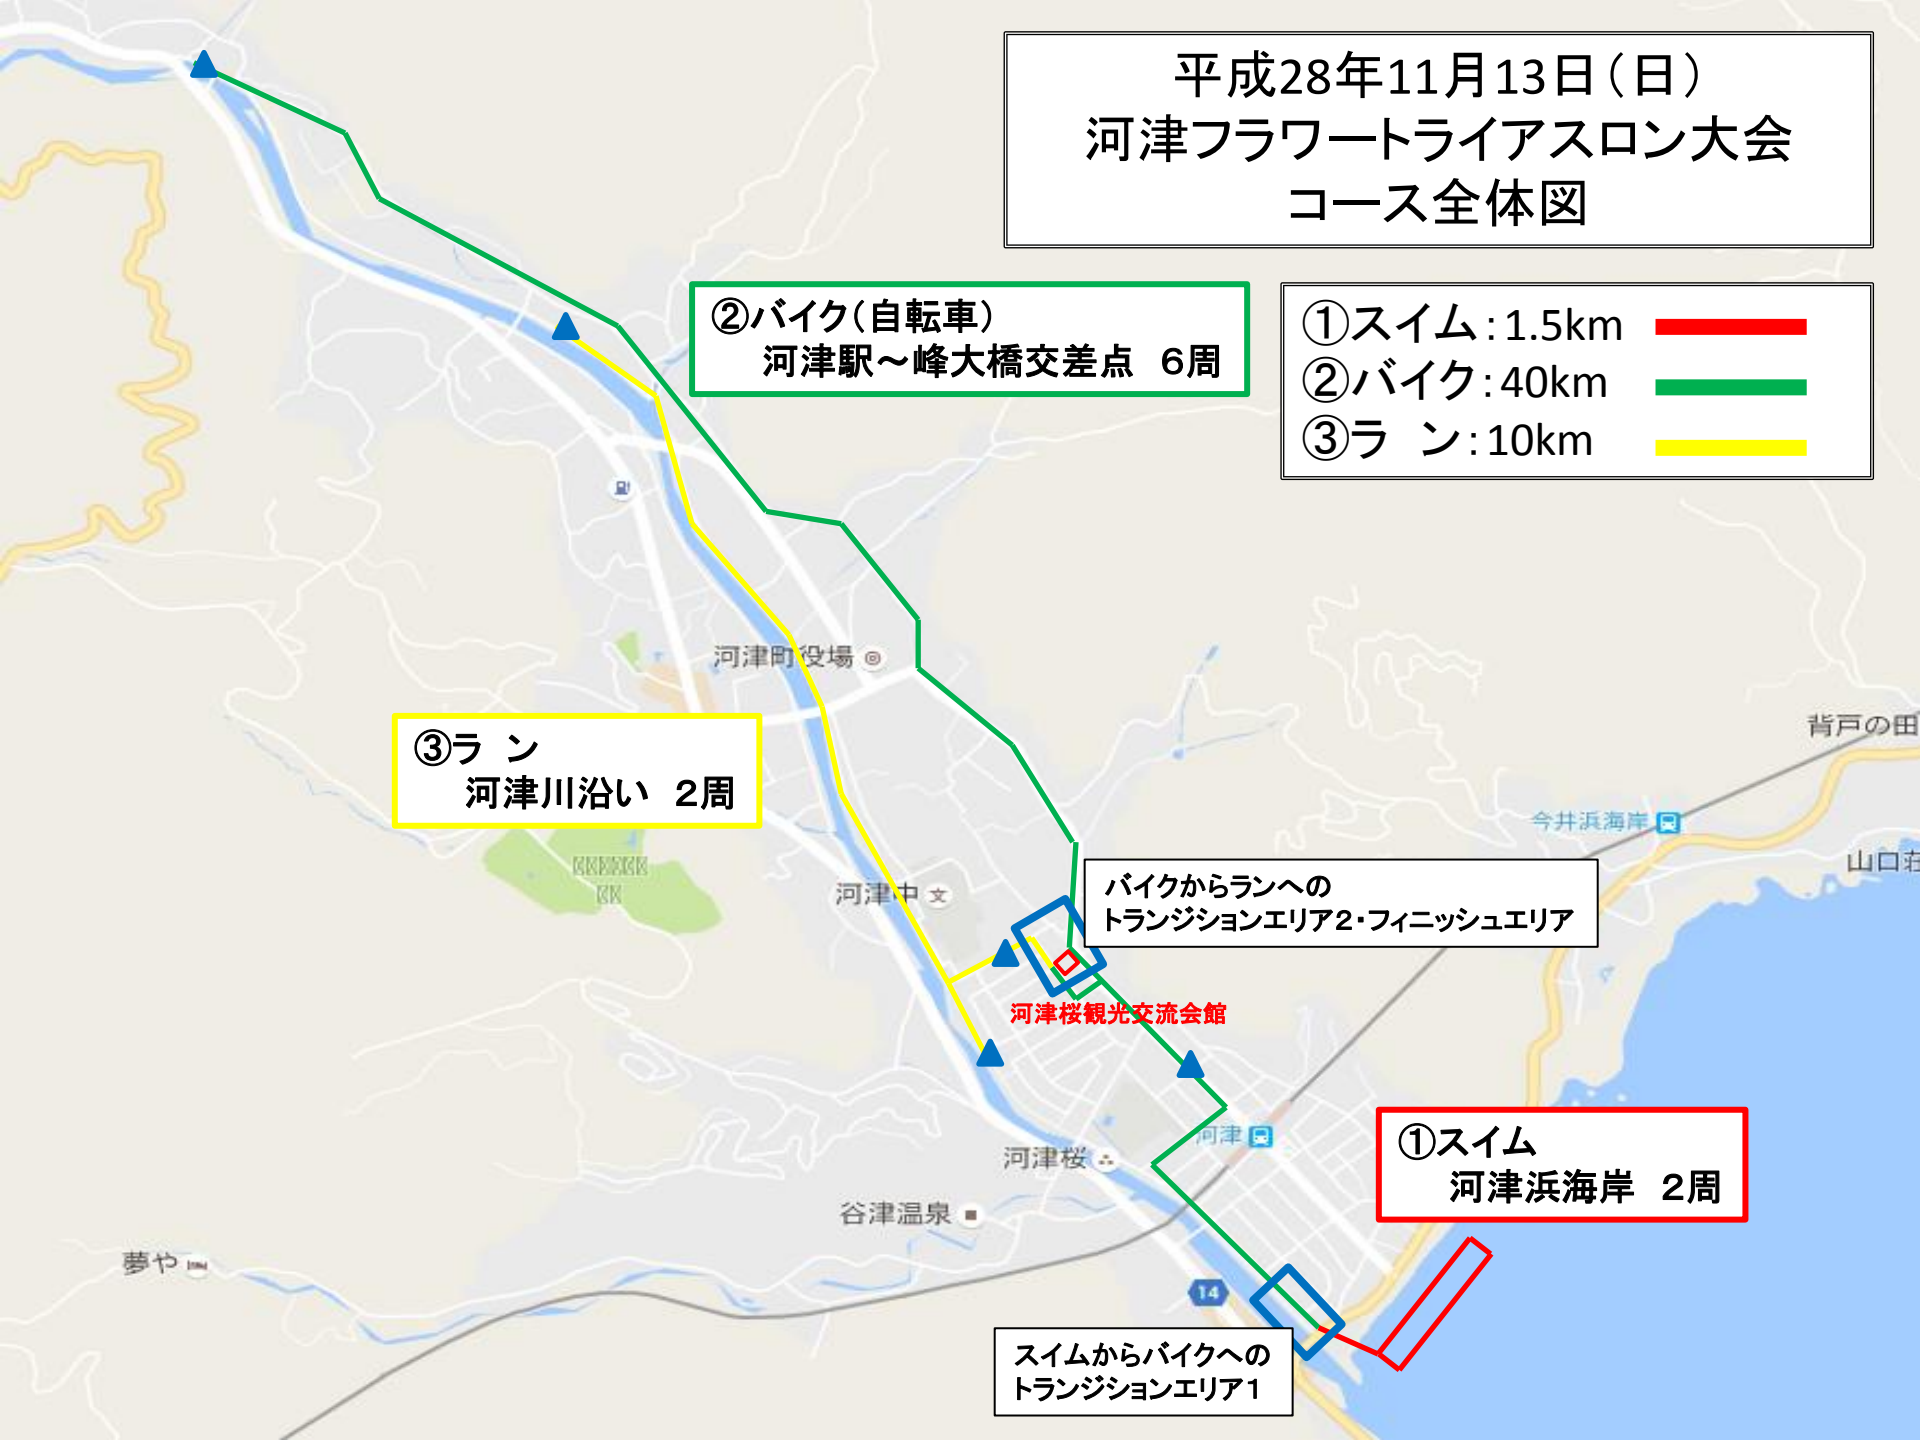 平成28年11月13日(日)
河津フラワートライアスロン大会
コース全体図
②バイク(自転車)
河津駅～峰大橋交差点 6周
①スイム:1.5km
②バイク:40km
③ラ ン:10km
河津町役場
③ラ ン
河津川沿い 2周
背戸の田
今井浜海岸
山口荘
河津中
文
バイクからランへの
トランジションエリア2・フィニッシュエリア
河津桜観光交流会館
河津
①スイム
河津浜海岸 2周
河津桜
谷津温泉
夢や
14
スイムからバイクへの
トランジションエリア1